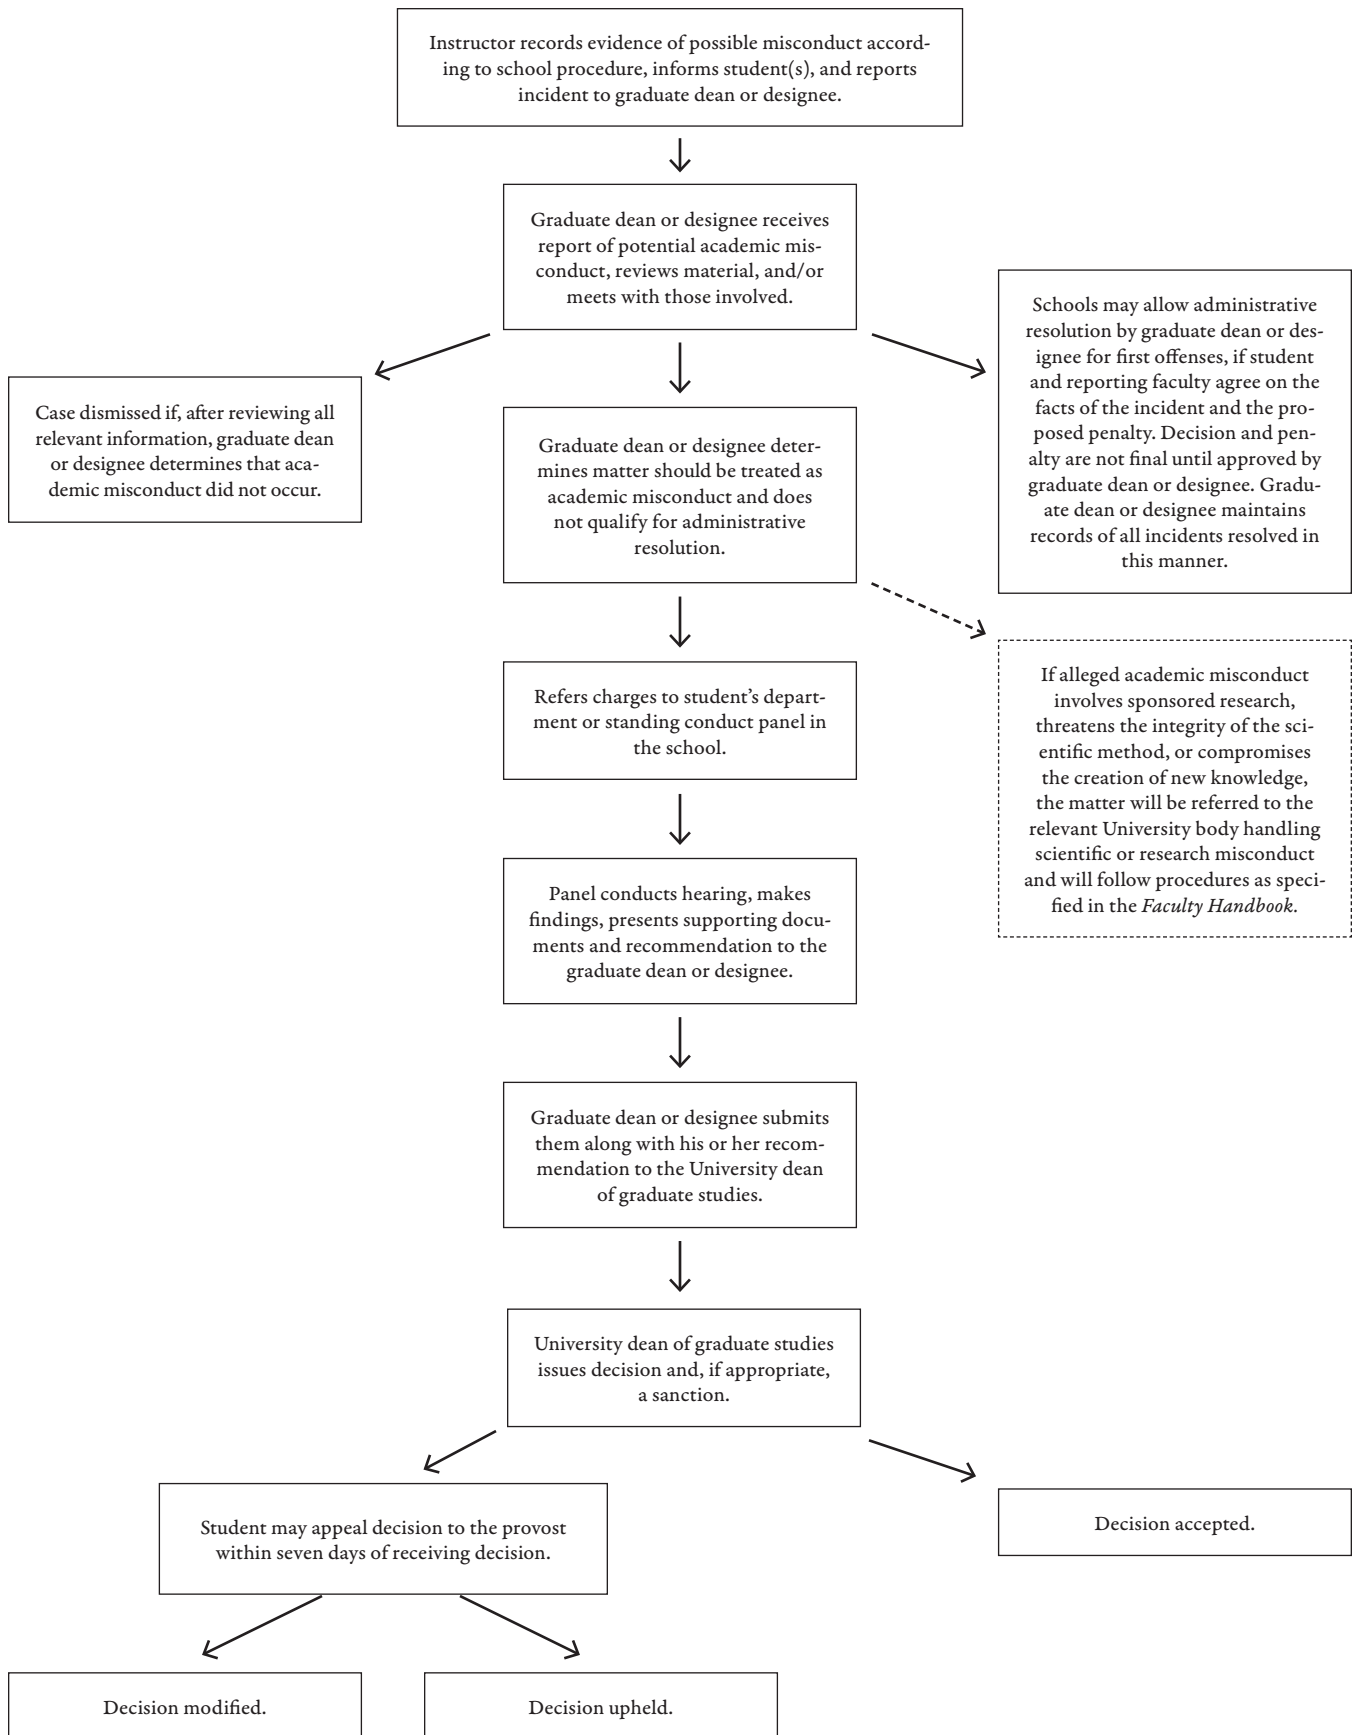 Instructor records evidence of possible misconduct accord-
ing to school procedure, informs student(s), and reports
incident to graduate dean or designee.
Graduate dean or designee receives
report of potential academic mis-
conduct, reviews material, and/or
meets with those involved.
Case dismissed if, after reviewing all
relevant information, graduate dean
or designee determines that aca-
demic misconduct did not occur.
Graduate dean or designee deter-
mines matter should be treated as
academic misconduct and does
not qualify for administrative
resolution.
Schools may allow administrative
resolution by graduate dean or des-
ignee for first offenses, if student
and reporting faculty agree on the
facts of the incident and the pro-
posed penalty. Decision and pen-
alty are not final until approved by
graduate dean or designee. Gradu-
ate dean or designee maintains
records of all incidents resolved in
this manner.
If alleged academic misconduct
involves sponsored research,
threatens the integrity of the sci-
entific method, or compromises
the creation of new knowledge,
the matter will be referred to the
relevant University body handling
scientific or research misconduct
and will follow procedures as speci-
fied in the Faculty Handbook.
Refers charges to student’s depart-
ment or standing conduct panel in
the school.
Panel conducts hearing, makes
findings, presents supporting docu-
ments and recommendation to the
graduate dean or designee.
Graduate dean or designee submits
them along with his or her recom-
mendation to the University dean
of graduate studies.
University dean of graduate studies
issues decision and, if appropriate,
a sanction.
Student may appeal decision to the provost
within seven days of receiving decision.
Decision accepted.
Decision modified.
Decision upheld.